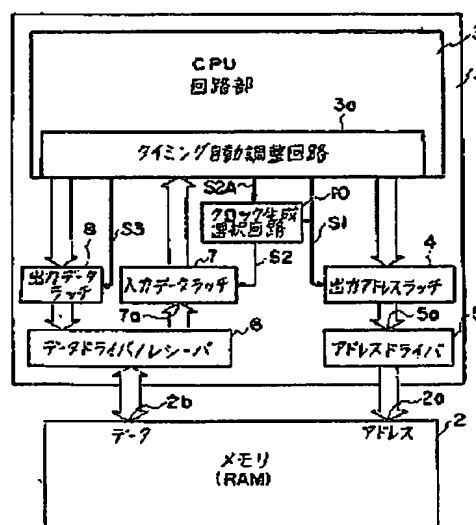 3
1
CPU
回路部
3a
タイミング自動調整回路
S2A
10
クロック生成
選択回路
S3
S1
8
7
S2
4
出力データ
ラッチ
入力データラッチ
出力アドレスラッチ
7a
6
5a
5
データドライバ/レシーバ
アドレスドライバ
2b
2a
2
データ
アドレス
メモリ
(RAM)